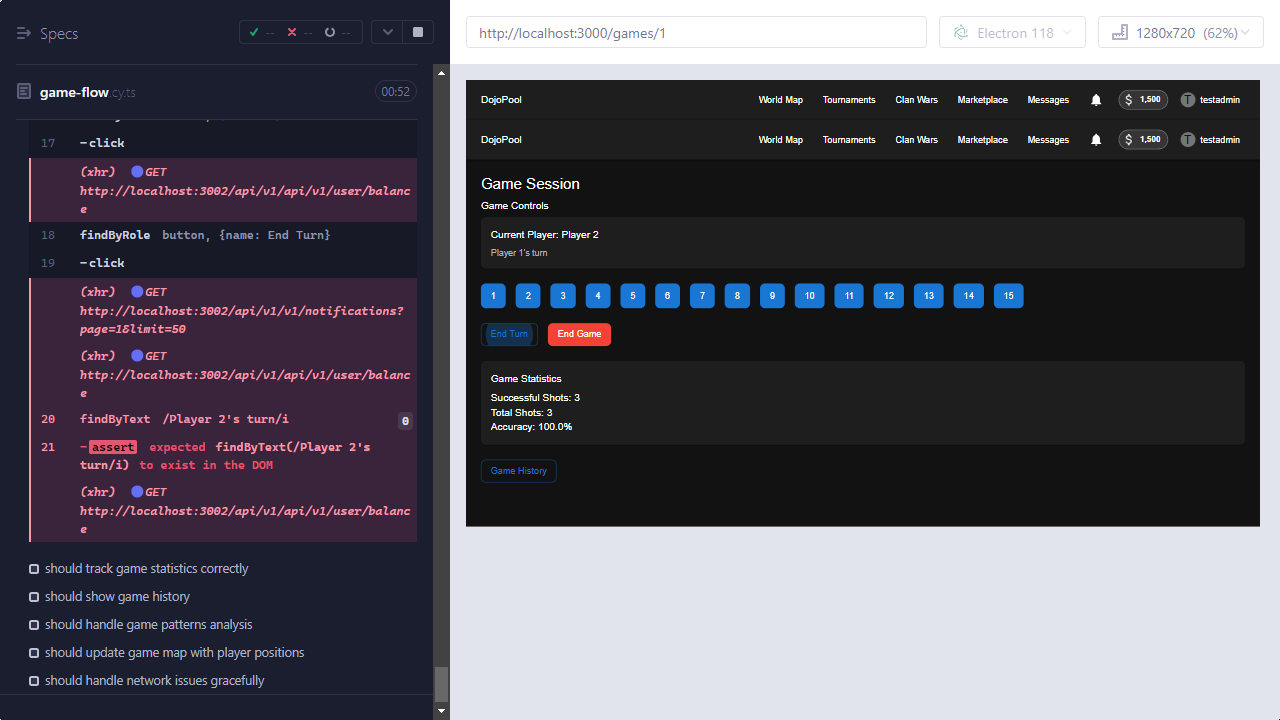 Specs
-- -- --
http://localhost:3000/games/1
Electron 118
1280x720 (62%)
game-flow.cy.ts
00:52
17 -click
(xhr) GET
http://localhost:3002/api/v1/api/v1/user/balanc
e
18 findByRole button, {name: End Turn}
19 -click
(xhr) GET
http://localhost:3002/api/v1/v1/notifications?
page=1&limit=50
(xhr) GET
http://localhost:3002/api/v1/api/v1/user/balanc
e
20 findByText /Player 2's turn/i 0
21 -assert expected findByText(/Player 2's
turn/i) to exist in the DOM
(xhr) GET
http://localhost:3002/api/v1/api/v1/user/balanc
e
should track game statistics correctly
should show game history
should handle game patterns analysis
should update game map with player positions
should handle network issues gracefully
DojoPool World Map Tournaments Clan Wars Marketplace Messages $ 1,500 T testadmin
DojoPool World Map Tournaments Clan Wars Marketplace Messages $ 1,500 T testadmin
Game Session
Game Controls
Current Player: Player 2
Player 1's turn
1 2 3 4 5 6 7 8 9 10 11 12 13 14 15
End Turn End Game
Game Statistics
Successful Shots: 3
Total Shots: 3
Accuracy: 100.0%
Game History